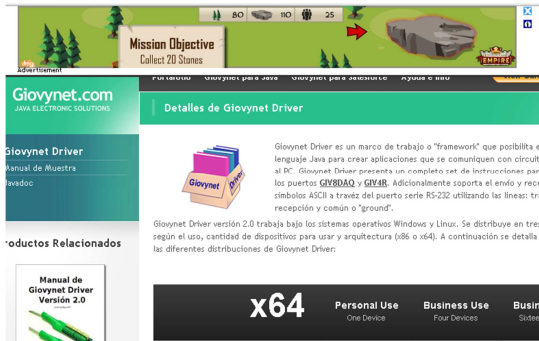 80 110 25
Mission Objective
Collect 20 Stones
EMPIRE
Advertisement
Portafolio Giovynet para Java Giovynet para Salesforce Ayuda e Info
Giovynet.com
JAVA ELECTRONIC SOLUTIONS
Detalles de Giovynet Driver
Giovynet Driver
Manual de Muestra
Javadoc
Giovynet
Giovynet Driver es un marco de trabajo o "framework" que posibilita
lenguaje Java para crear aplicaciones que se comuniquen con
al PC. Giovynet Driver presenta un completo set de instrucciones
los puertos GIV8DAQ y GIV4R. Adicionalmente soporta el envío y
símbolos ASCII a travéz del puerto serie RS-232 utilizando las líneas:
recepción y común o "ground".
Giovynet Driver versión 2.0 trabaja bajo los sistemas operativos Windows y Linux. Se distribuye en
según el uso, cantidad de dispositivos para usar y arquitectura (x86 o x64). A continuación se detalla
las diferentes distribuciones de Giovynet Driver:
roductos Relacionados
Manual de
Giovynet Driver
Versión 2.0
x64 Personal Use Business Use
One Device Four Devices